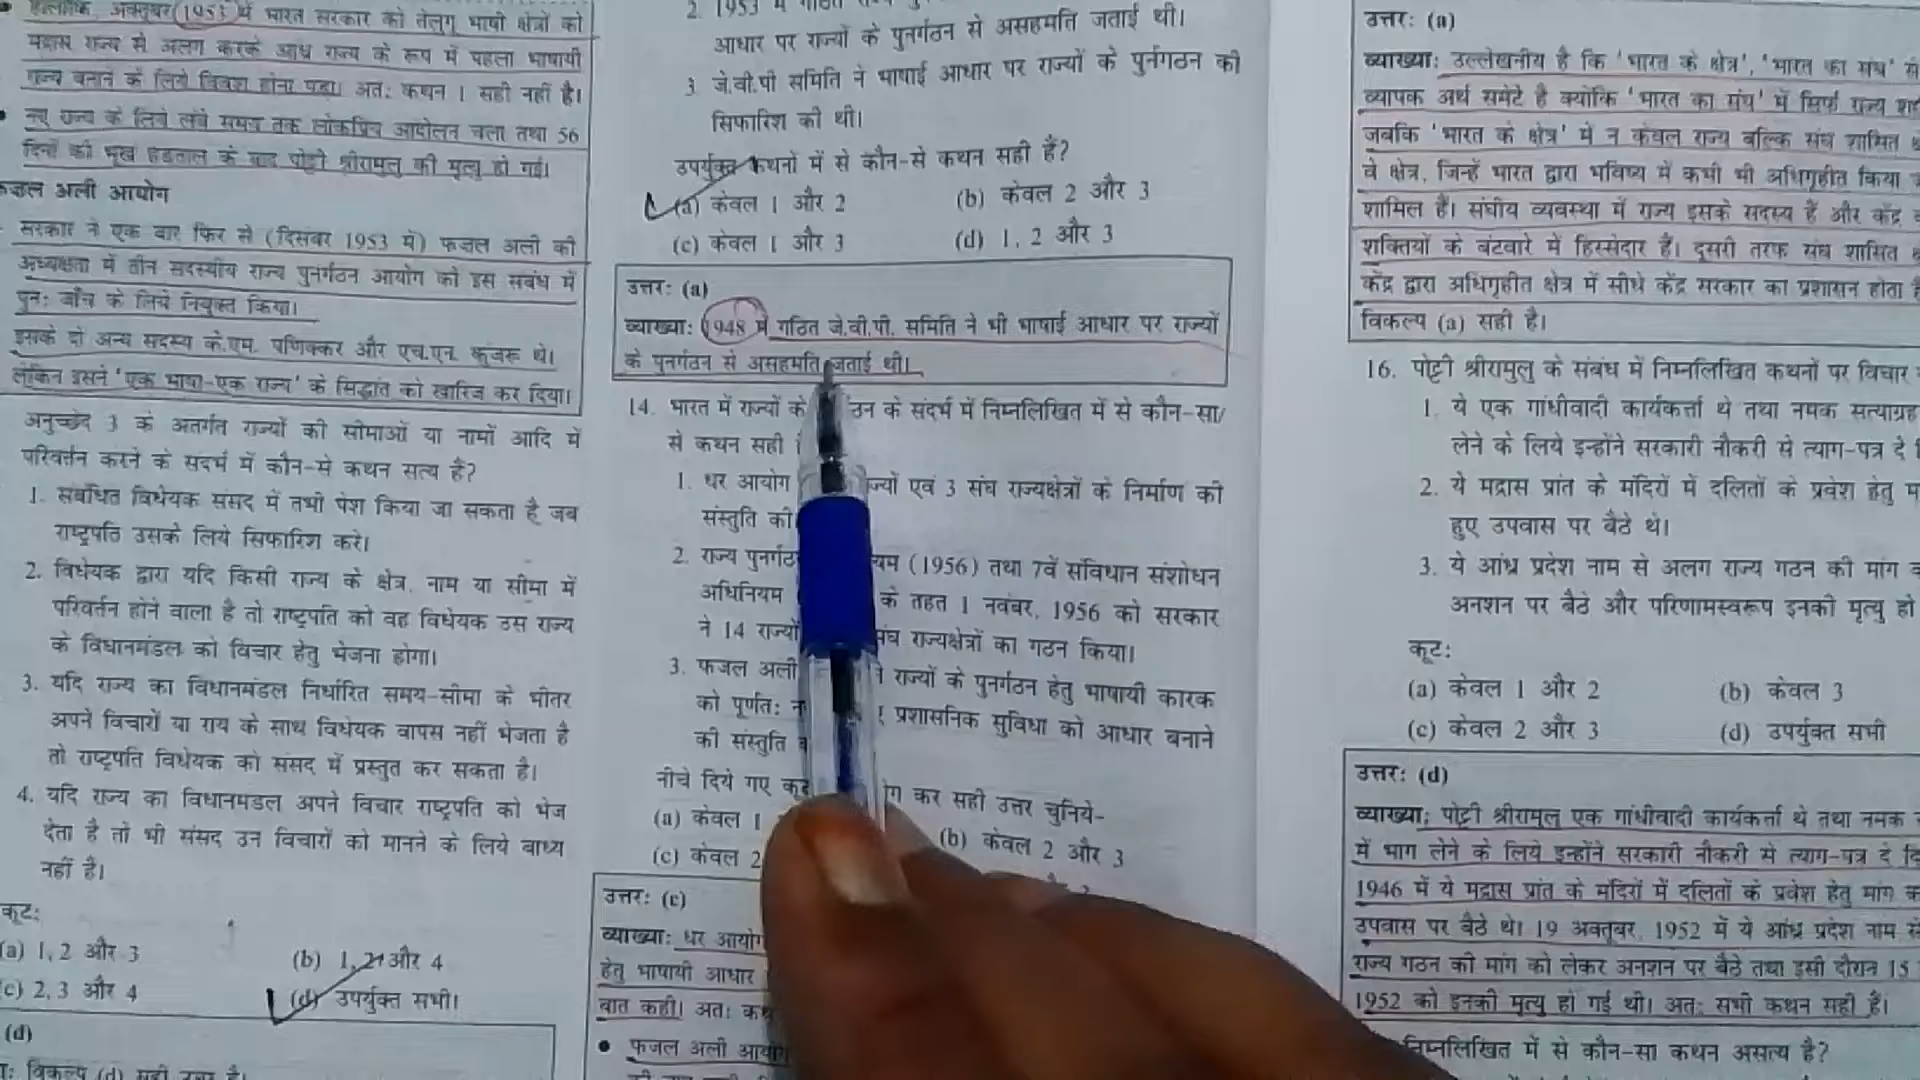 अक्तूबर 1953 में भारत सरकार को तेलुगू भाषी क्षेत्रों को
मद्रास राज्य से अलग करके आंध्र राज्य के रूप में पहला भाषायी
राज्य बनाने के लिये विवश होना पड़ा। अतः कथन 1 सही नहीं है।
नए राज्य के लिये लंबे समय तक लोकप्रिय आंदोलन चला तथा 56
दिनों की भूख हड़ताल के बाद पोट्टी श्रीरामुलु की मृत्यु हो गई।
फजल अली आयोग
सरकार ने एक बार फिर से (दिसंबर 1953 में) फजल अली की
अध्यक्षता में तीन सदस्यीय राज्य पुनर्गठन आयोग को इस संबंध में
पुनः जाँच के लिये नियुक्त किया।
इसके दो अन्य सदस्य के.एम. पणिक्कर और एच.एन. कुंजरू थे।
लेकिन इसने 'एक भाषा-एक राज्य' के सिद्धांत को खारिज कर दिया।
अनुच्छेद 3 के अंतर्गत राज्यों की सीमाओं या नामों आदि में
परिवर्तन करने के संदर्भ में कौन-से कथन सत्य हैं?
1. संबंधित विधेयक संसद में तभी पेश किया जा सकता है जब
राष्ट्रपति उसके लिये सिफारिश करे।
2. विधेयक द्वारा यदि किसी राज्य के क्षेत्र, नाम या सीमा में
परिवर्तन होने वाला है तो राष्ट्रपति को वह विधेयक उस राज्य
के विधानमंडल को विचार हेतु भेजना होगा।
3. यदि राज्य का विधानमंडल निर्धारित समय-सीमा के भीतर
अपने विचारों या राय के साथ विधेयक वापस नहीं भेजता है
तो राष्ट्रपति विधेयक को संसद में प्रस्तुत कर सकता है।
4. यदि राज्य का विधानमंडल अपने विचार राष्ट्रपति को भेज
देता है तो भी संसद उन विचारों को मानने के लिये बाध्य
नहीं है।
कूट:
(a) 1, 2 और 3
(b) 1, 2 और 4
(c) 2, 3 और 4
(d) उपर्युक्त सभी।
(d)
विकल्प (d)
2. 1953 में
आधार पर राज्यों के पुनर्गठन से असहमति जताई थी।
3. जे.वी.पी समिति ने भाषाई आधार पर राज्यों के पुर्नगठन की
सिफारिश की थी।
उपर्युक्त कथनों में से कौन-से कथन सही हैं?
(a) केवल 1 और 2
(b) केवल 2 और 3
(c) केवल 1 और 3
(d) 1, 2 और 3
उत्तर: (a)
व्याख्या: 1948 में गठित जे.वी.पी. समिति ने भी भाषाई आधार पर राज्यों
के पुनर्गठन से असहमति जताई थी।
14. भारत में राज्यों के ठन के संदर्भ में निम्नलिखित में से कौन-सा/
से कथन सही
1. धर आयोग ज्यों एवं 3 संघ राज्यक्षेत्रों के निर्माण की
संस्तुति की
2. राज्य पुनर्गठ यम (1956) तथा 7वें संविधान संशोधन
अधिनियम के तहत 1 नवंबर, 1956 को सरकार
ने 14 राज्यों संघ राज्यक्षेत्रों का गठन किया।
3. फजल अली राज्यों के पुनर्गठन हेतु भाषायी कारक
को पूर्णतः प्रशासनिक सुविधा को आधार बनाने
की संस्तुति
नीचे दिये गए कूट ग कर सही उत्तर चुनिये-
(a) केवल 1
(b) केवल 2 और 3
(c) केवल 2
उत्तर: (c)
व्याख्या: धर आयोग
हेतु भाषायी आधार
बात कही। अतः
फजल अली आयोग
उत्तर: (a)
व्याख्या: उल्लेखनीय है कि 'भारत के क्षेत्र', 'भारत का संघ'
व्यापक अर्थ समेटे है क्योंकि 'भारत का संघ' में सिर्फ राज्य
जबकि 'भारत के क्षेत्र' में न केवल राज्य बल्कि संघ शासित
वे क्षेत्र, जिन्हें भारत द्वारा भविष्य में कभी भी अधिगृहीत किया
शामिल हैं। संघीय व्यवस्था में राज्य इसके सदस्य हैं और केंद्र
शक्तियों के बंटवारे में हिस्सेदार हैं। दूसरी तरफ संघ शासित
केंद्र द्वारा अधिगृहीत क्षेत्र में सीधे केंद्र सरकार का प्रशासन होता
विकल्प (a) सही है।
16. पोट्टी श्रीरामुलु के संबंध में निम्नलिखित कथनों पर विचार
1. ये एक गांधीवादी कार्यकर्त्ता थे तथा नमक सत्याग्रह
लेने के लिये इन्होंने सरकारी नौकरी से त्याग-पत्र दे
2. ये मद्रास प्रांत के मंदिरों में दलितों के प्रवेश हेतु
हुए उपवास पर बैठे थे।
3. ये आंध्र प्रदेश नाम से अलग राज्य गठन की मांग
अनशन पर बैठे और परिणामस्वरूप इनकी मृत्यु हो
कूट:
(a) केवल 1 और 2
(b) केवल 3
(c) केवल 2 और 3
(d) उपर्युक्त सभी
उत्तर: (d)
व्याख्या: पोट्टी श्रीरामुलू एक गांधीवादी कार्यकर्त्ता थे तथा नमक
में भाग लेने के लिये इन्होंने सरकारी नौकरी से त्याग-पत्र दे
1946 में ये मद्रास प्रांत के मंदिरों में दलितों के प्रवेश हेतु मांग
उपवास पर बैठे थे। 19 अक्तूबर, 1952 में ये आंध्र प्रदेश नाम
राज्य गठन की मांग को लेकर अनशन पर बैठे तथा इसी दौरान 15
1952 को इनकी मृत्यु हो गई थी। अतः सभी कथन सही हैं।
निम्नलिखित में से कौन-सा कथन असत्य है?